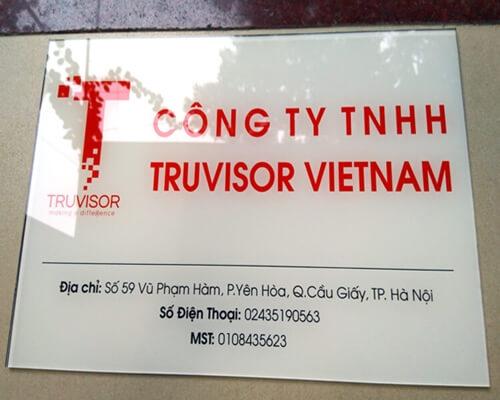 CÔNG TY TNHH
TRUVISOR VIETNAM
TRUVISOR
making a difference
Địa chỉ: Số 59 Vũ Phạm Hàm, P.Yên Hòa, Q.Cầu Giấy, TP. Hà Nội
Số Điện Thoại: 02435190563
MST: 0108435623